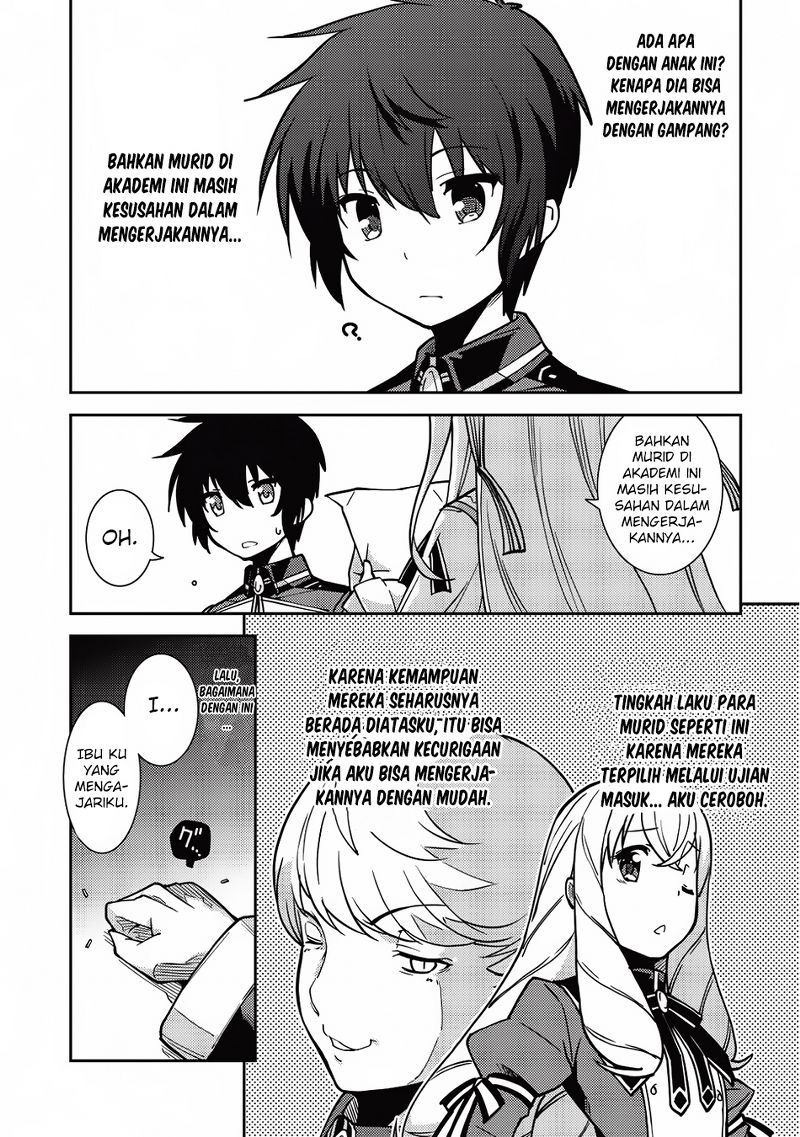 ADA APA
DENGAN ANAK INI?
KENAPA DIA BISA
MENGERJAKANNYA
DENGAN GAMPANG?
BAHKAN MURID DI
AKADEMI INI MASIH
KESUSAHAN DALAM
MENGERJAKANNYA...
?
BAHKAN
MURID DI
AKADEMI INI
MASIH KESU-
SAHAN DALAM
MENGERJA-
KANNYA...
OH.
TINGKAH LAKU PARA
MURID SEPERTI INI
KARENA MEREKA
TERPILIH MELALUI UJIAN
MASUK... AKU CEROBOH.
KARENA KEMAMPUAN
MEREKA SEHARUSNYA
BERADA DIATASKU, ITU BISA
MENYEBABKAN KECURIGAAN
JIKA AKU BISA MENGERJA-
KANNYA DENGAN MUDAH.
LALU,
BAGAIMANA
DENGAN INI
...
I...
IBU KU
YANG
MENGA-
JARIKU.
グッ